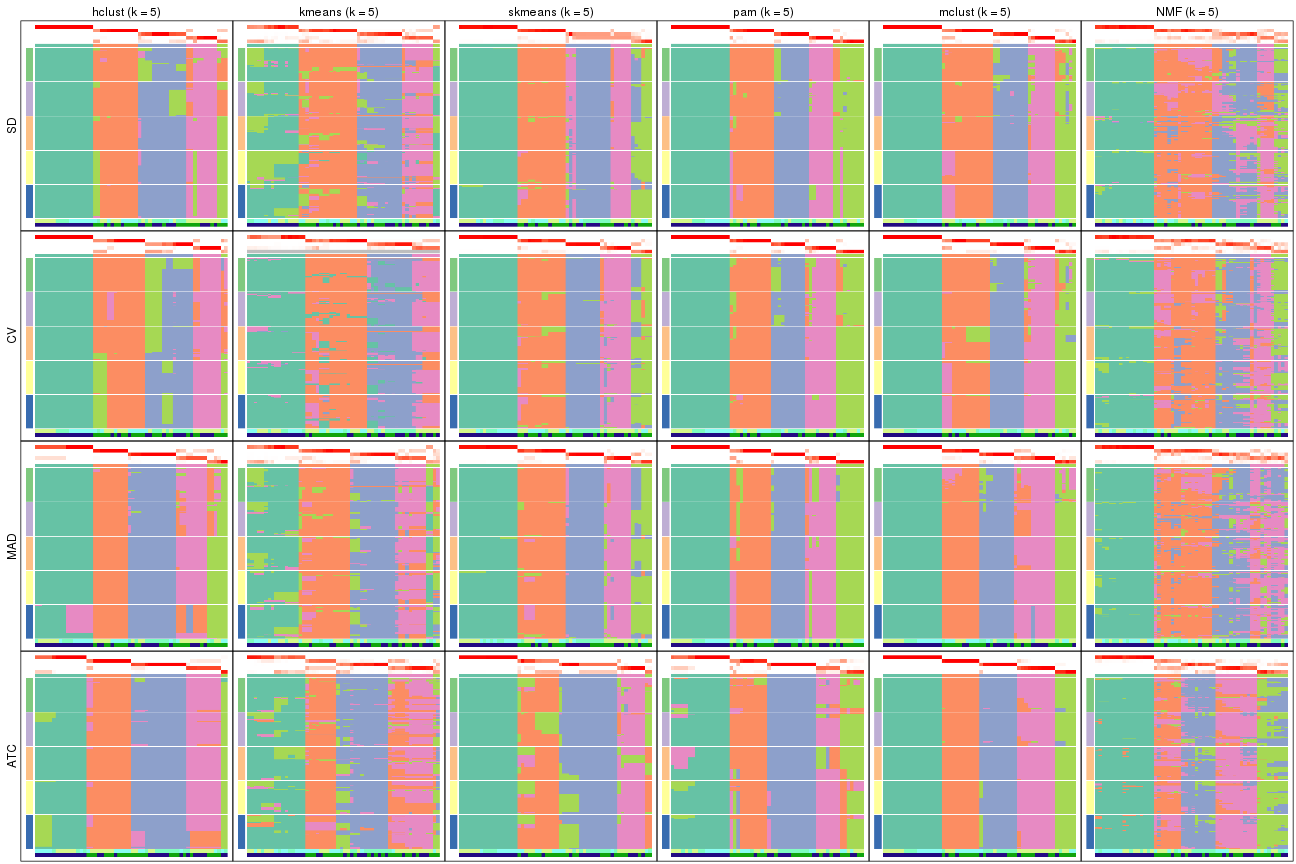 hclust (k = 5) kmeans (k = 5) skmeans (k = 5) pam (k = 5) mclust (k = 5) NMF (k = 5)
SD
CV
MAD
ATC